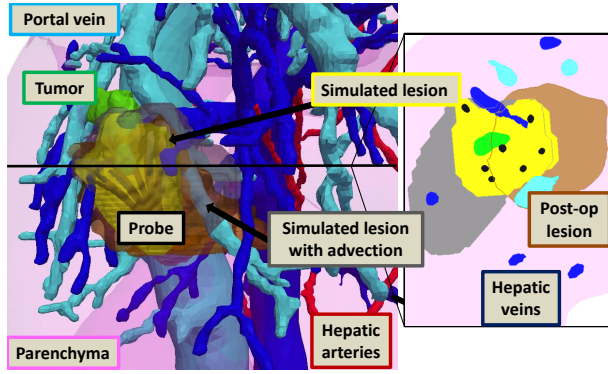 Portal vein
Tumor
Simulated lesion
Probe
Simulated lesion
with advection
Post-op
lesion
Hepatic
veins
Parenchyma
Hepatic
arteries